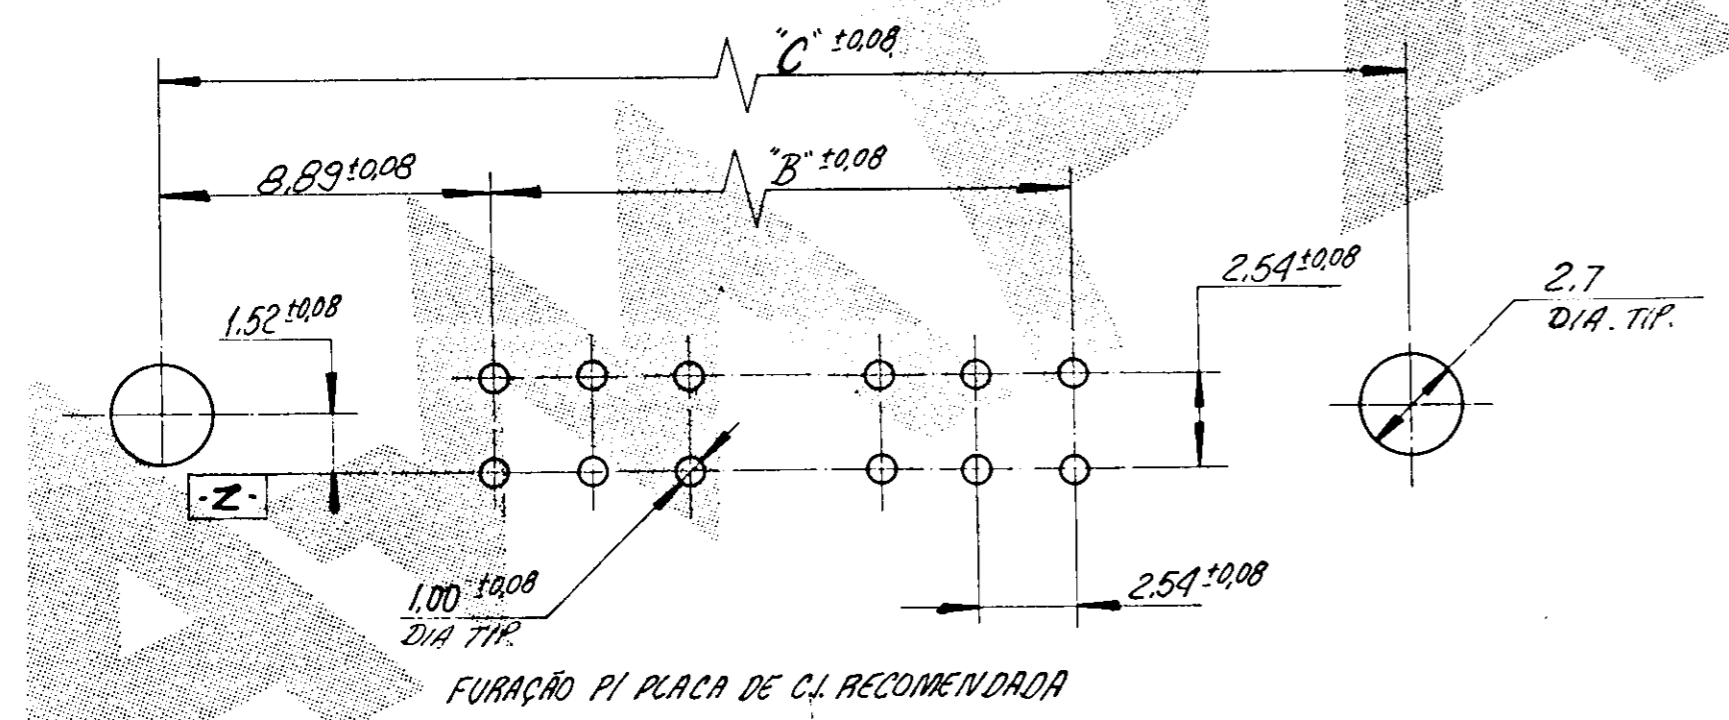 "C" ±0,08
8,89 ±0,08
"B" ±0,08
2,54 ±0,08
2,7
DIA. TIP.
1,52 ±0,08
-Z-
1,00 ±0,08
DIA TIP.
2,54 ±0,08
FURAÇÃO P/ PLACA DE C.I. RECOMENDADA